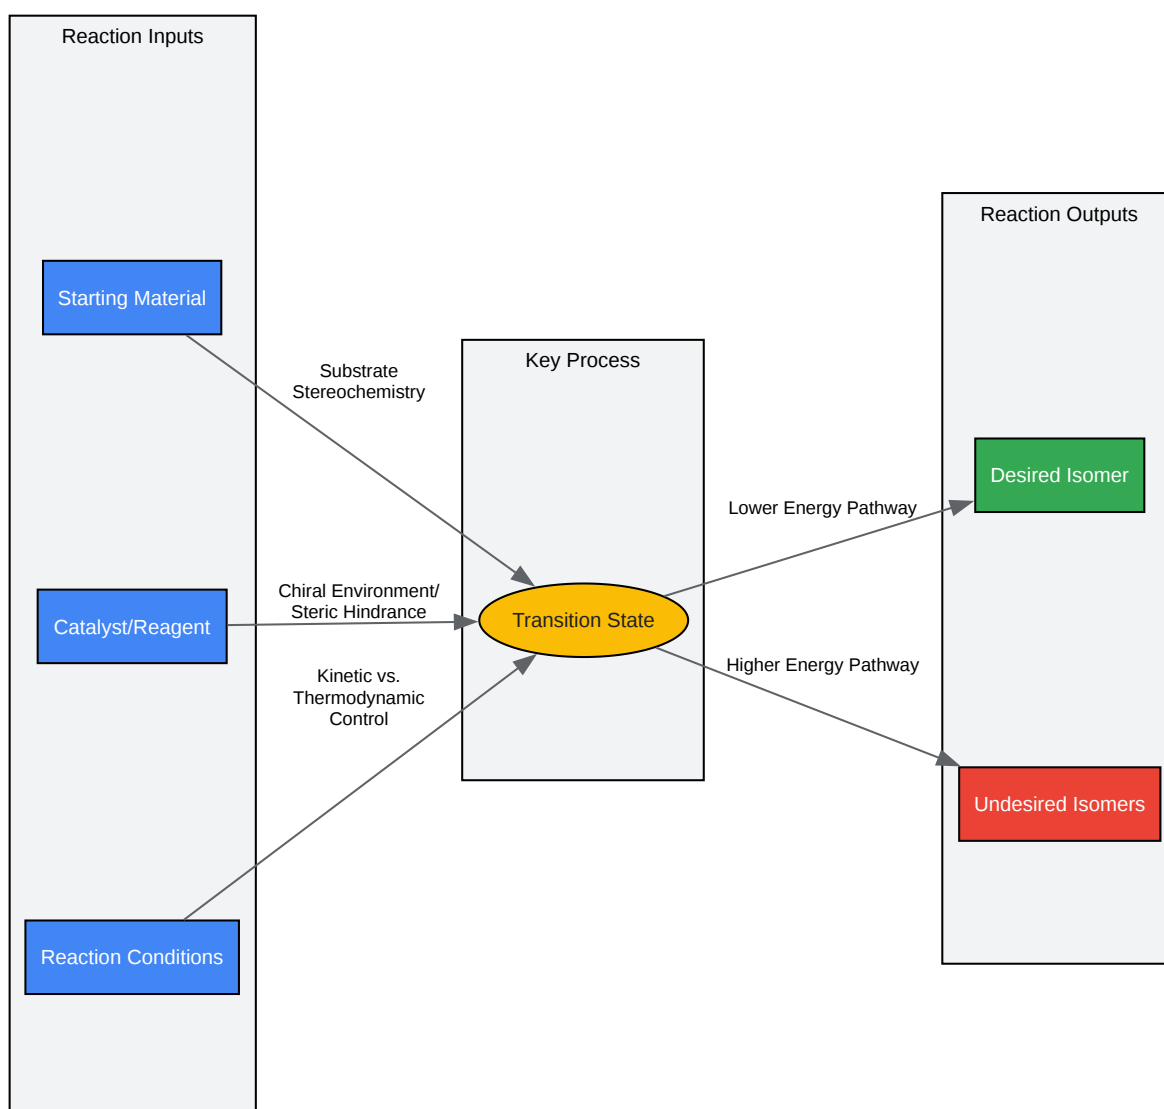 Reaction Inputs
Starting Material
Catalyst/Reagent
Reaction Conditions
Substrate
Stereochemistry
Chiral Environment/
Steric Hindrance
Kinetic vs.
Thermodynamic
Control
Key Process
Transition State
Lower Energy Pathway
Higher Energy Pathway
Reaction Outputs
Desired Isomer
Undesired Isomers